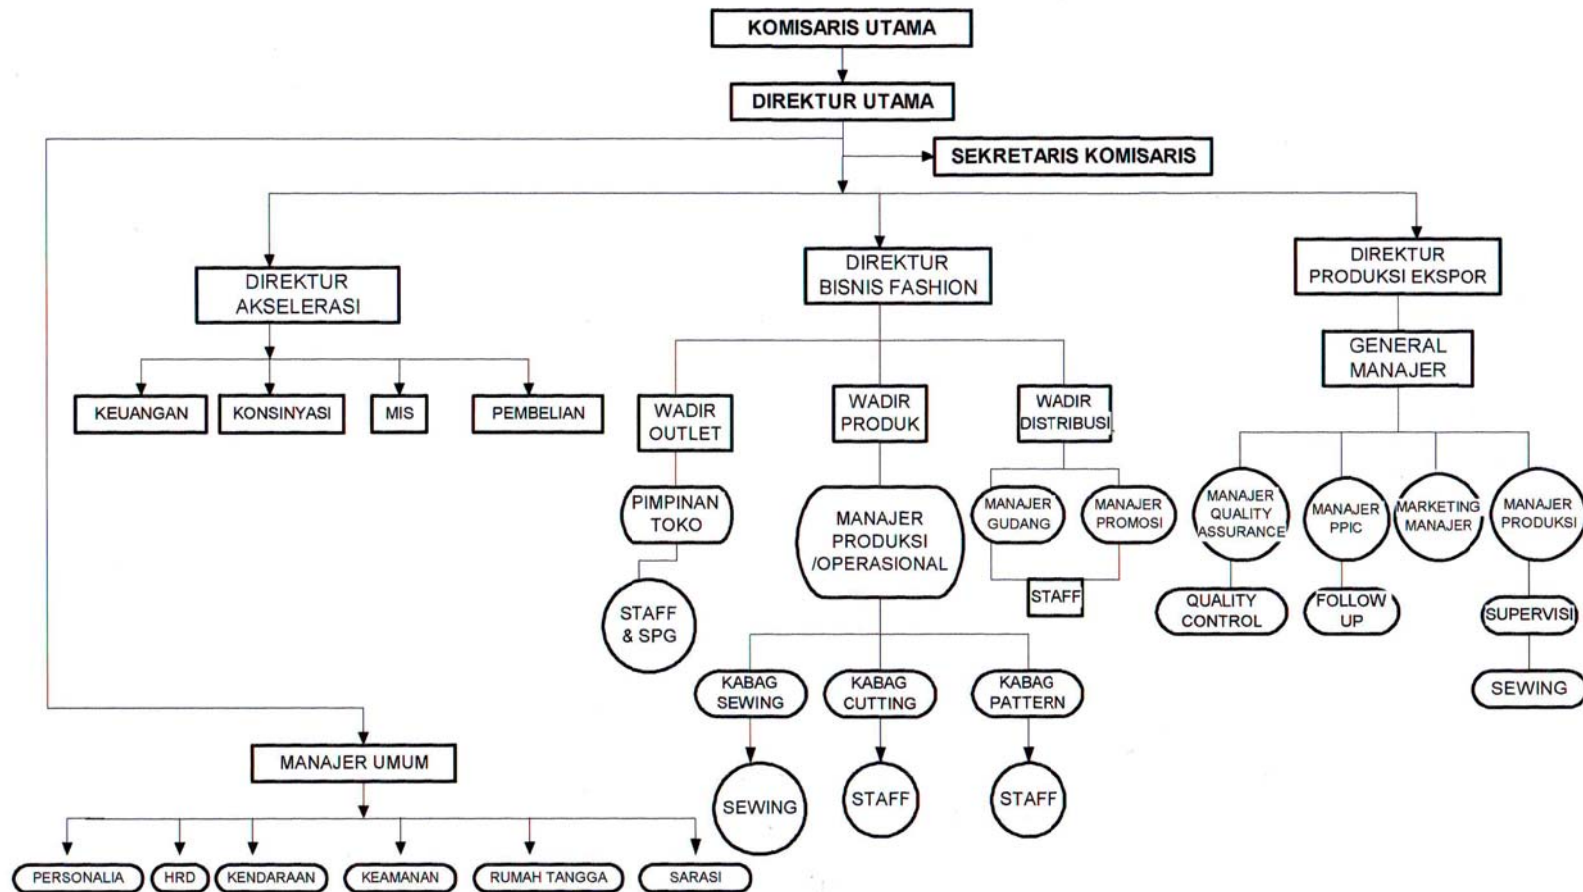 KOMISARIS UTAMA
DIREKTUR UTAMA
SEKRETARIS KOMISARIS
DIREKTUR
AKSELERASI
DIREKTUR
BISNIS FASHION
DIREKTUR
PRODUKSI EKSPOR
GENERAL
MANAJER
KEUANGAN
KONSINYASI
MIS
PEMBELIAN
WADIR
OUTLET
WADIR
PRODUK
WADIR
DISTRIBUSI
PIMPINAN
TOKO
MANAJER
PRODUKSI
/OPERASIONAL
MANAJER
GUDANG
MANAJER
PROMOSI
MANAJER
QUALITY
ASSURANCE
MANAJER
PPIC
MARKETING
MANAJER
MANAJER
PRODUKSI
STAFF
& SPG
STAFF
QUALITY
CONTROL
FOLLOW
UP
SUPERVISI
KABAG
SEWING
KABAG
CUTTING
KABAG
PATTERN
SEWING
MANAJER UMUM
SEWING
STAFF
STAFF
PERSONALIA
HRD
KENDARAAN
KEAMANAN
RUMAH TANGGA
SARASI